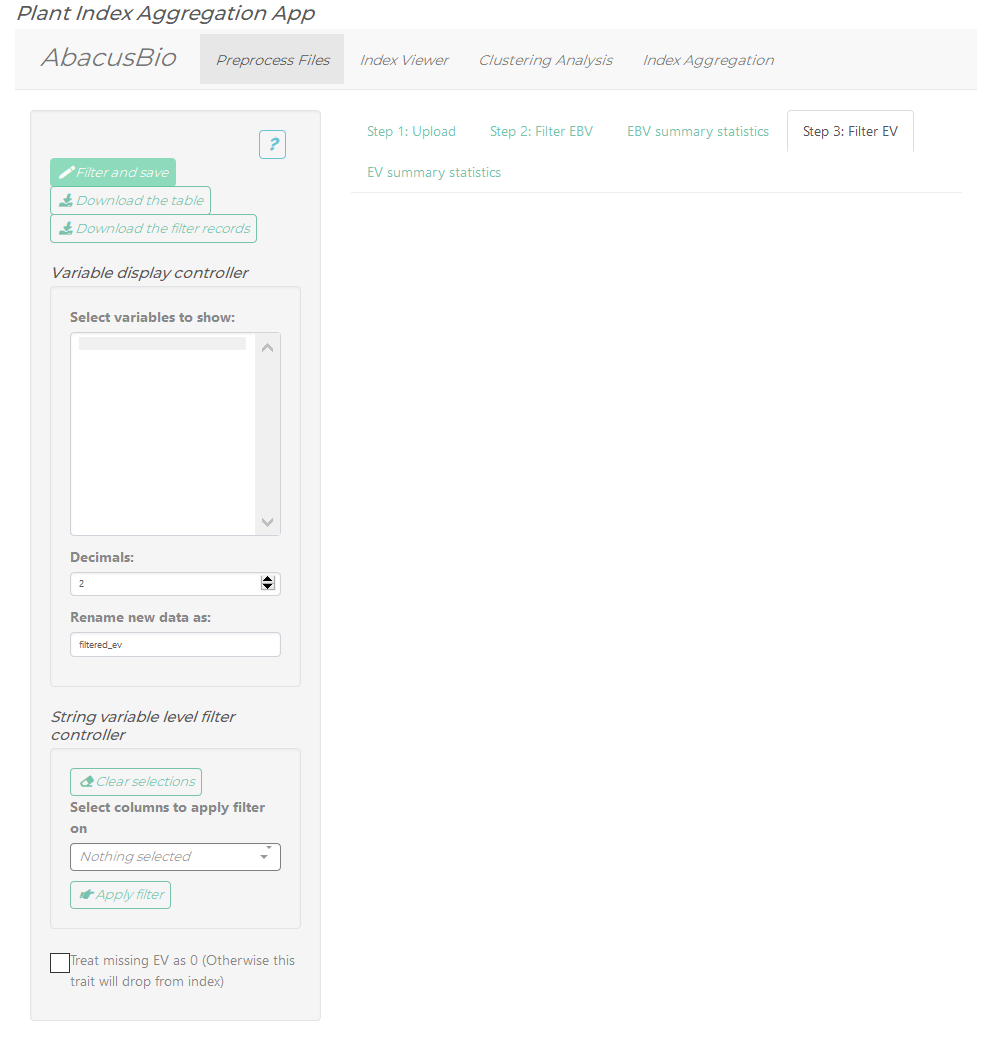 Plant Index Aggregation App
AbacusBio
Preprocess Files
Index Viewer
Clustering Analysis
Index Aggregation
?
Filter and save
Download the table
Download the filter records
Variable display controller
Select variables to show:
Decimals:
2
Rename new data as:
filtered_ev
String variable level filter
controller
Clear selections
Select columns to apply filter
on
Nothing selected
Apply filter
Treat missing EV as 0 (Otherwise this
trait will drop from index)
Step 1: Upload
Step 2: Filter EBV
EBV summary statistics
Step 3: Filter EV
EV summary statistics